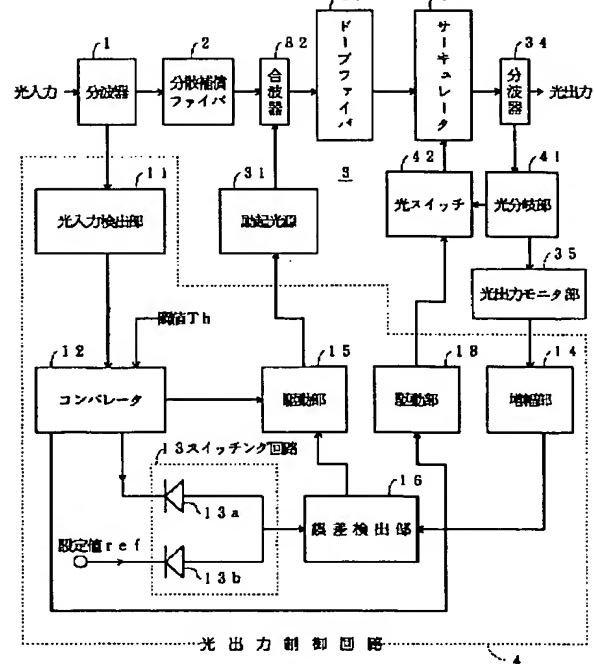 1
2
32
34
光入力
分波器
分散補償
ファイバ
合波器
ドープファイバ
サーキュレータ
分波器
光出力
11
31
3
42
41
光入力検出部
励起光源
光スイッチ
光分岐部
35
光出力モニタ部
閾値Th
12
15
18
14
コンパレータ
駆動部
駆動部
増幅部
13スイッチング回路
16
13a
誤差検出部
設定値ref
13b
光出力制御回路
4